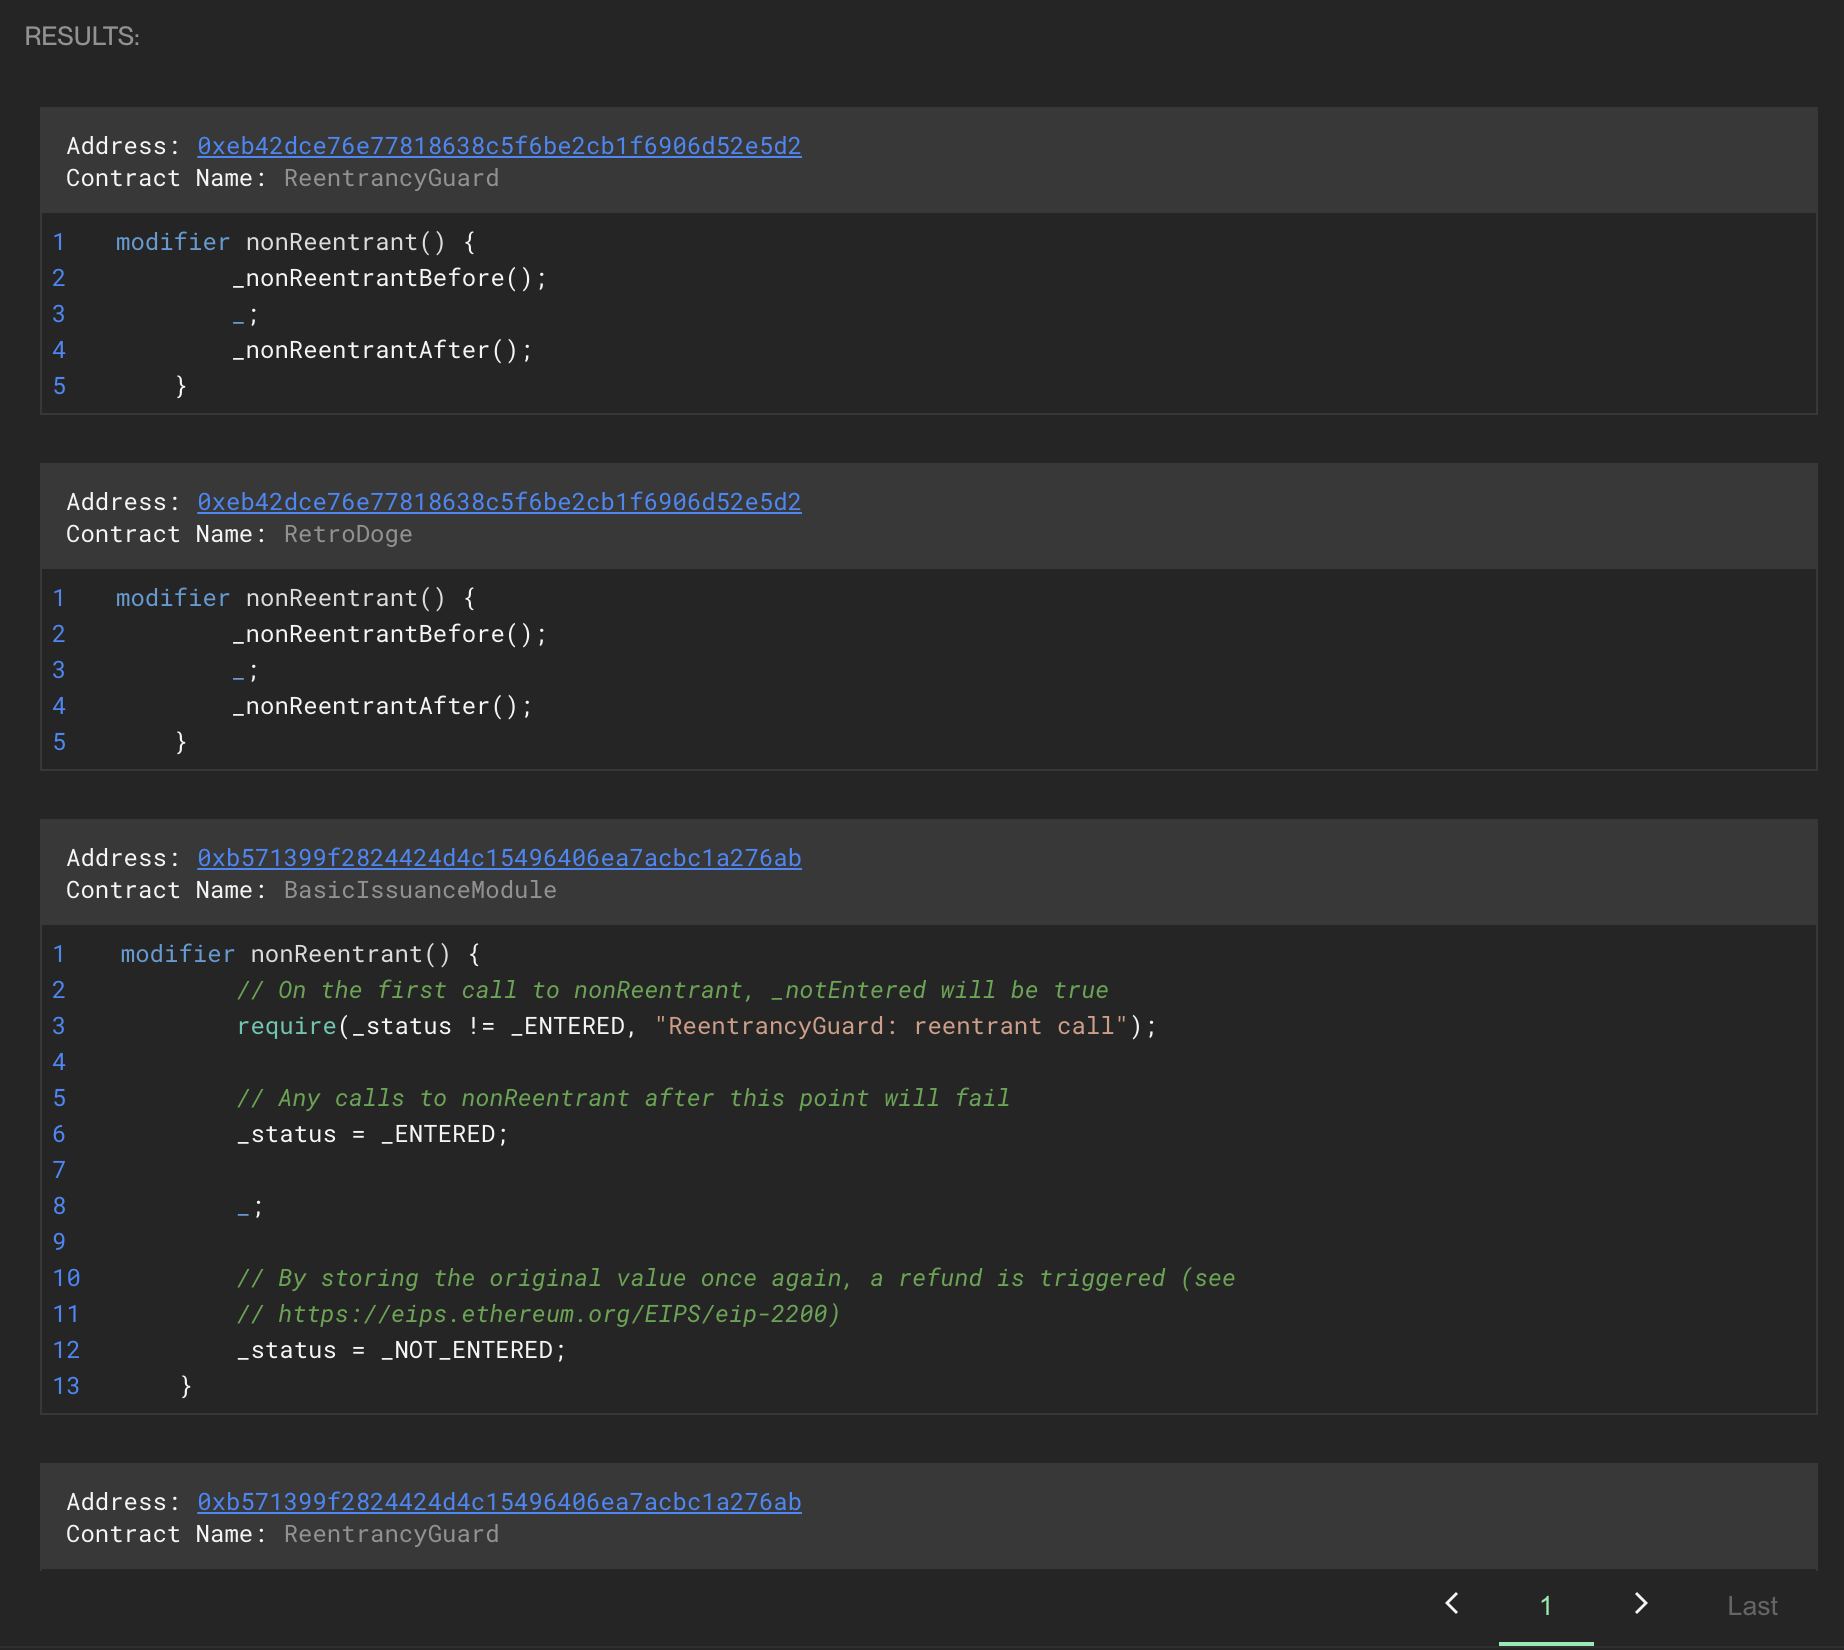 RESULTS:
Address: 0xeb42dce76e77818638c5f6be2cb1f6906d52e5d2
Contract Name: ReentrancyGuard
1 modifier nonReentrant() {
2 _nonReentrantBefore();
3 _;
4 _nonReentrantAfter();
5 }
Address: 0xeb42dce76e77818638c5f6be2cb1f6906d52e5d2
Contract Name: RetroDoge
1 modifier nonReentrant() {
2 _nonReentrantBefore();
3 _;
4 _nonReentrantAfter();
5 }
Address: 0xb571399f2824424d4c15496406ea7acbc1a276ab
Contract Name: BasicIssuanceModule
1 modifier nonReentrant() {
2 // On the first call to nonReentrant, _notEntered will be true
3 require(_status != _ENTERED, "ReentrancyGuard: reentrant call");
4
5 // Any calls to nonReentrant after this point will fail
6 _status = _ENTERED;
7
8 _;
9
10 // By storing the original value once again, a refund is triggered (see
11 // https://eips.ethereum.org/EIPS/eip-2200)
12 _status = _NOT_ENTERED;
13 }
Address: 0xb571399f2824424d4c15496406ea7acbc1a276ab
Contract Name: ReentrancyGuard
1 Last